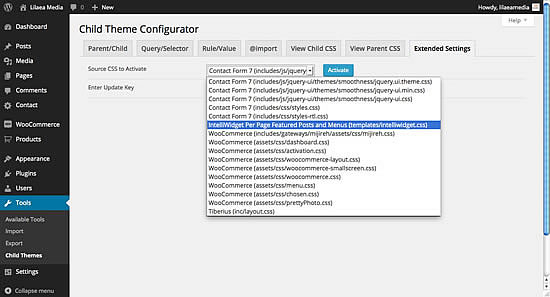 Lilaea Media 0 + New
Howdy, lilaeamedia
Help
Dashboard
Posts
Media
Pages
Comments
Contact
WooCommerce
Products
Appearance
Plugins
Users
Tools
Available Tools
Import
Export
Child Themes
Settings
Collapse menu
Child Theme Configurator
Parent/Child
Query/Selector
Rule/Value
@import
View Child CSS
View Parent CSS
Extended Settings
Source CSS to Activate
Contact Form 7 (includes/js/jquery-
Activate
Enter Update Key
Contact Form 7 (includes/js/jquery-ui/themes/smoothness/jquery.ui.theme.css)
Contact Form 7 (includes/js/jquery-ui/themes/smoothness/jquery-ui.min.css)
Contact Form 7 (includes/js/jquery-ui/themes/smoothness/jquery-ui.css)
Contact Form 7 (includes/css/styles.css)
Contact Form 7 (includes/css/styles-rtl.css)
IntelliWidget Per Page Featured Posts and Menus (templates/intelliwidget.css)
WooCommerce (includes/gateways/mijireh/assets/css/mijireh.css)
WooCommerce (assets/css/dashboard.css)
WooCommerce (assets/css/activation.css)
WooCommerce (assets/css/woocommerce-layout.css)
WooCommerce (assets/css/woocommerce-smallscreen.css)
WooCommerce (assets/css/woocommerce.css)
WooCommerce (assets/css/menu.css)
WooCommerce (assets/css/chosen.css)
WooCommerce (assets/css/prettyPhoto.css)
Tiberius (inc/layout.css)